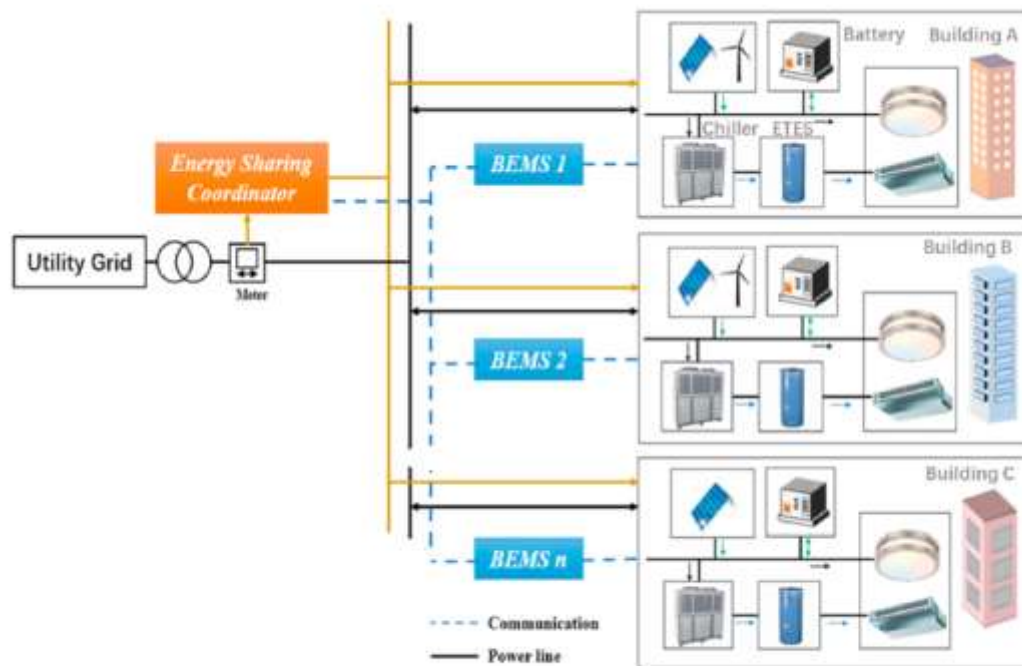 Battery
Building A
Chiller
ETES
Energy Sharing
Coordinator
BEMS 1
Utility Grid
Meter
Building B
BEMS 2
Building C
BEMS n
Communication
Power line